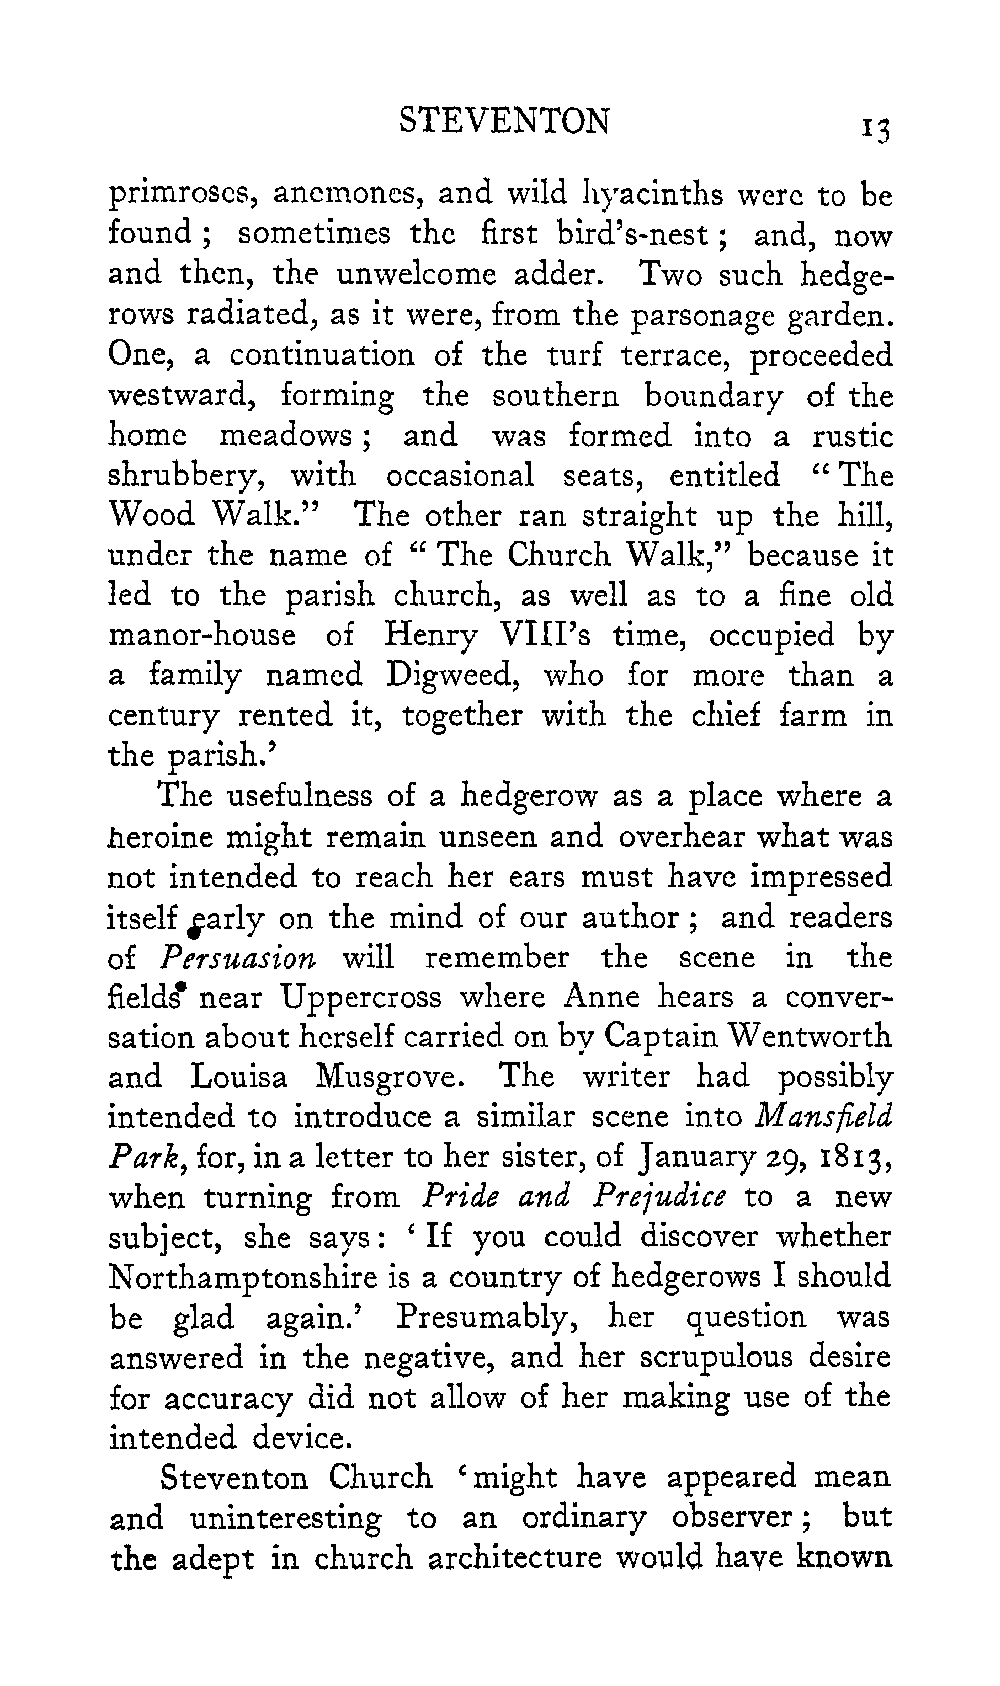 STEVENTON 13
primroses, anemones, and wild hyacinths were to be
found ; sometimes the first bird's-nest ; and, now
and then, the unwelcome adder. Two such hedge-
rows radiated, as it were, from the parsonage garden.
One, a continuation of the turf terrace, proceeded
westward, forming the southern boundary of the
home meadows ; and was formed into a rustic
shrubbery, with occasional seats, entitled “ The
Wood Walk.” The other ran straight up the hill,
under the name of “ The Church Walk,” because it
led to the parish church, as well as to a fine old
manor-house of Henry VIII's time, occupied by
a family named Digweed, who for more than a
century rented it, together with the chief farm in
the parish.’
The usefulness of a hedgerow as a place where a
heroine might remain unseen and overhear what was
not intended to reach her ears must have impressed
itself early on the mind of our author ; and readers
of Persuasion will remember the scene in the
fields near Uppercross where Anne hears a conver-
sation about herself carried on by Captain Wentworth
and Louisa Musgrove. The writer had possibly
intended to introduce a similar scene into Mansfield
Park, for, in a letter to her sister, of January 29, 1813,
when turning from Pride and Prejudice to a new
subject, she says : ‘ If you could discover whether
Northamptonshire is a country of hedgerows I should
be glad again.’ Presumably, her question was
answered in the negative, and her scrupulous desire
for accuracy did not allow of her making use of the
intended device.
Steventon Church ‘might have appeared mean
and uninteresting to an ordinary observer ; but
the adept in church architecture would have known